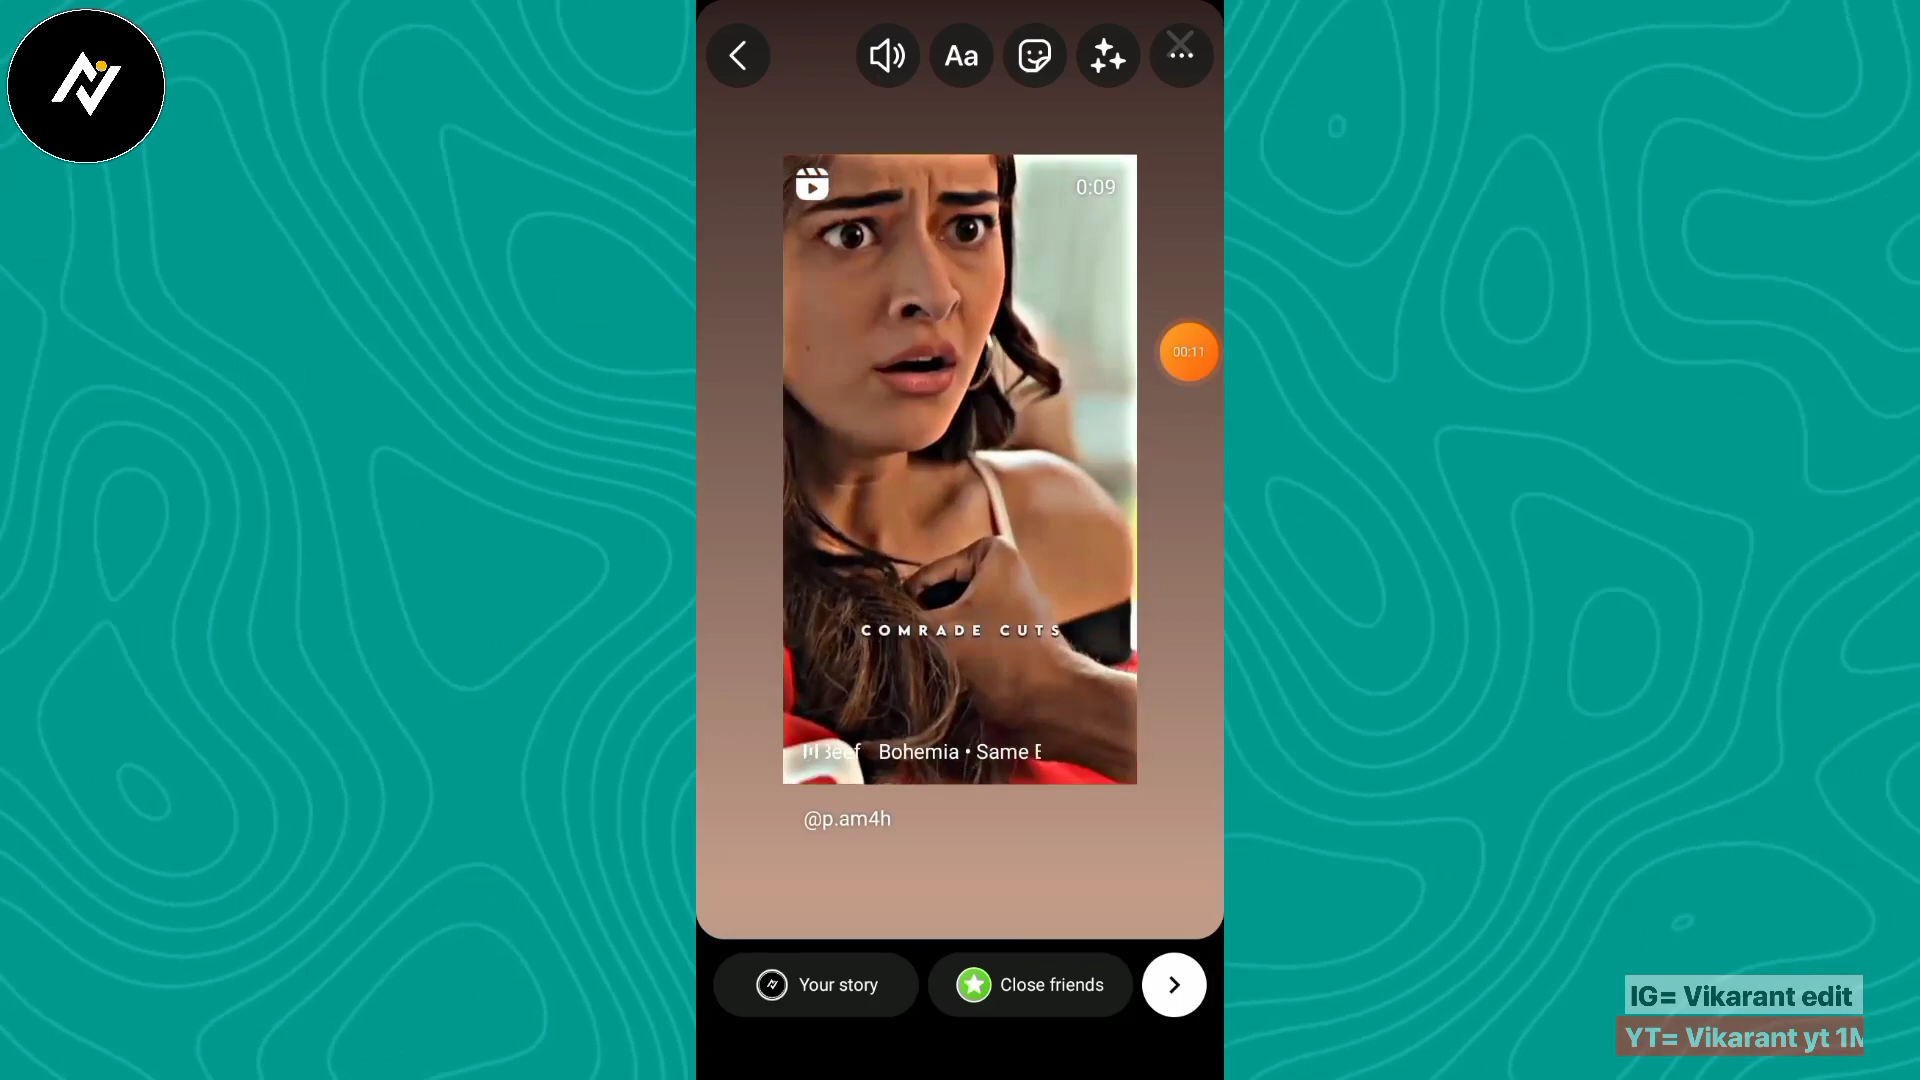 Aa
0:09
00:11
COMRADE CUTS
Beef Bohemia • Same
@p.am4h
Your story
Close friends
IG= Vikarant edit
YT= Vikarant yt